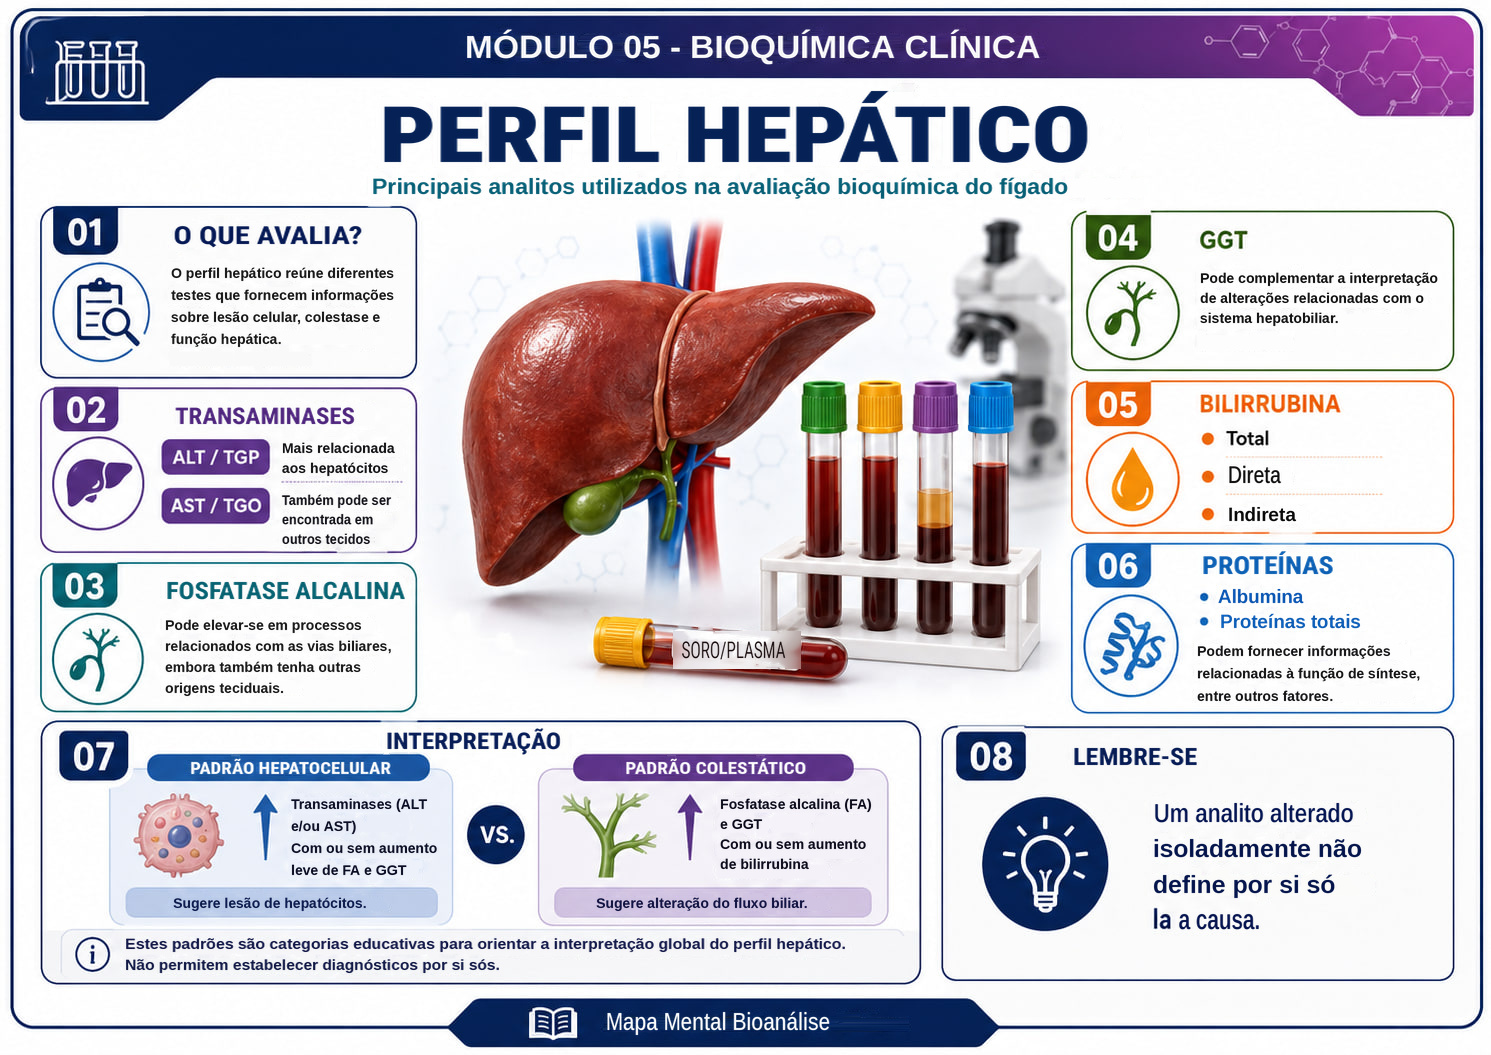 MÓDULO 05 - BIOQUÍMICA CLÍNICA
PERFIL HEPÁTICO
Principais analitos utilizados na avaliação bioquímica do fígado
01
O QUE AVALIA?
O perfil hepático reúne diferentes
testes que fornecem informações
sobre lesão celular, colestase e
função hepática.
02
TRANSAMINASES
ALT / TGP
Mais relacionada
aos hepatócitos
AST / TGO
Também pode ser
encontrada em
outros tecidos
03
FOSFATASE ALCALINA
Pode elevar-se em processos
relacionados com as vias biliares,
embora também tenha outras
origens teciduais.
SORO/PLASMA
04
GGT
Pode complementar a interpretação
de alterações relacionadas com o
sistema hepatobiliar.
05
BILIRRUBINA
Total
Direta
Indireta
06
PROTEÍNAS
• Albumina
• Proteínas totais
Podem fornecer informações
relacionadas à função de síntese,
entre outros fatores.
07
INTERPRETAÇÃO
PADRÃO HEPATOCELULAR
Transaminases (ALT
e/ou AST)
Com ou sem aumento
leve de FA e GGT
Sugere lesão de hepatócitos.
VS.
PADRÃO COLESTÁTICO
Fosfatase alcalina (FA)
e GGT
Com ou sem aumento
de bilirrubina
Sugere alteração do fluxo biliar.
i
Estes padrões são categorias educativas para orientar a interpretação global do perfil hepático.
Não permitem estabelecer diagnósticos por si sós.
08
LEMBRE-SE
Um analito alterado
isoladamente não
define por si só
la a causa.
Mapa Mental Bioanálise